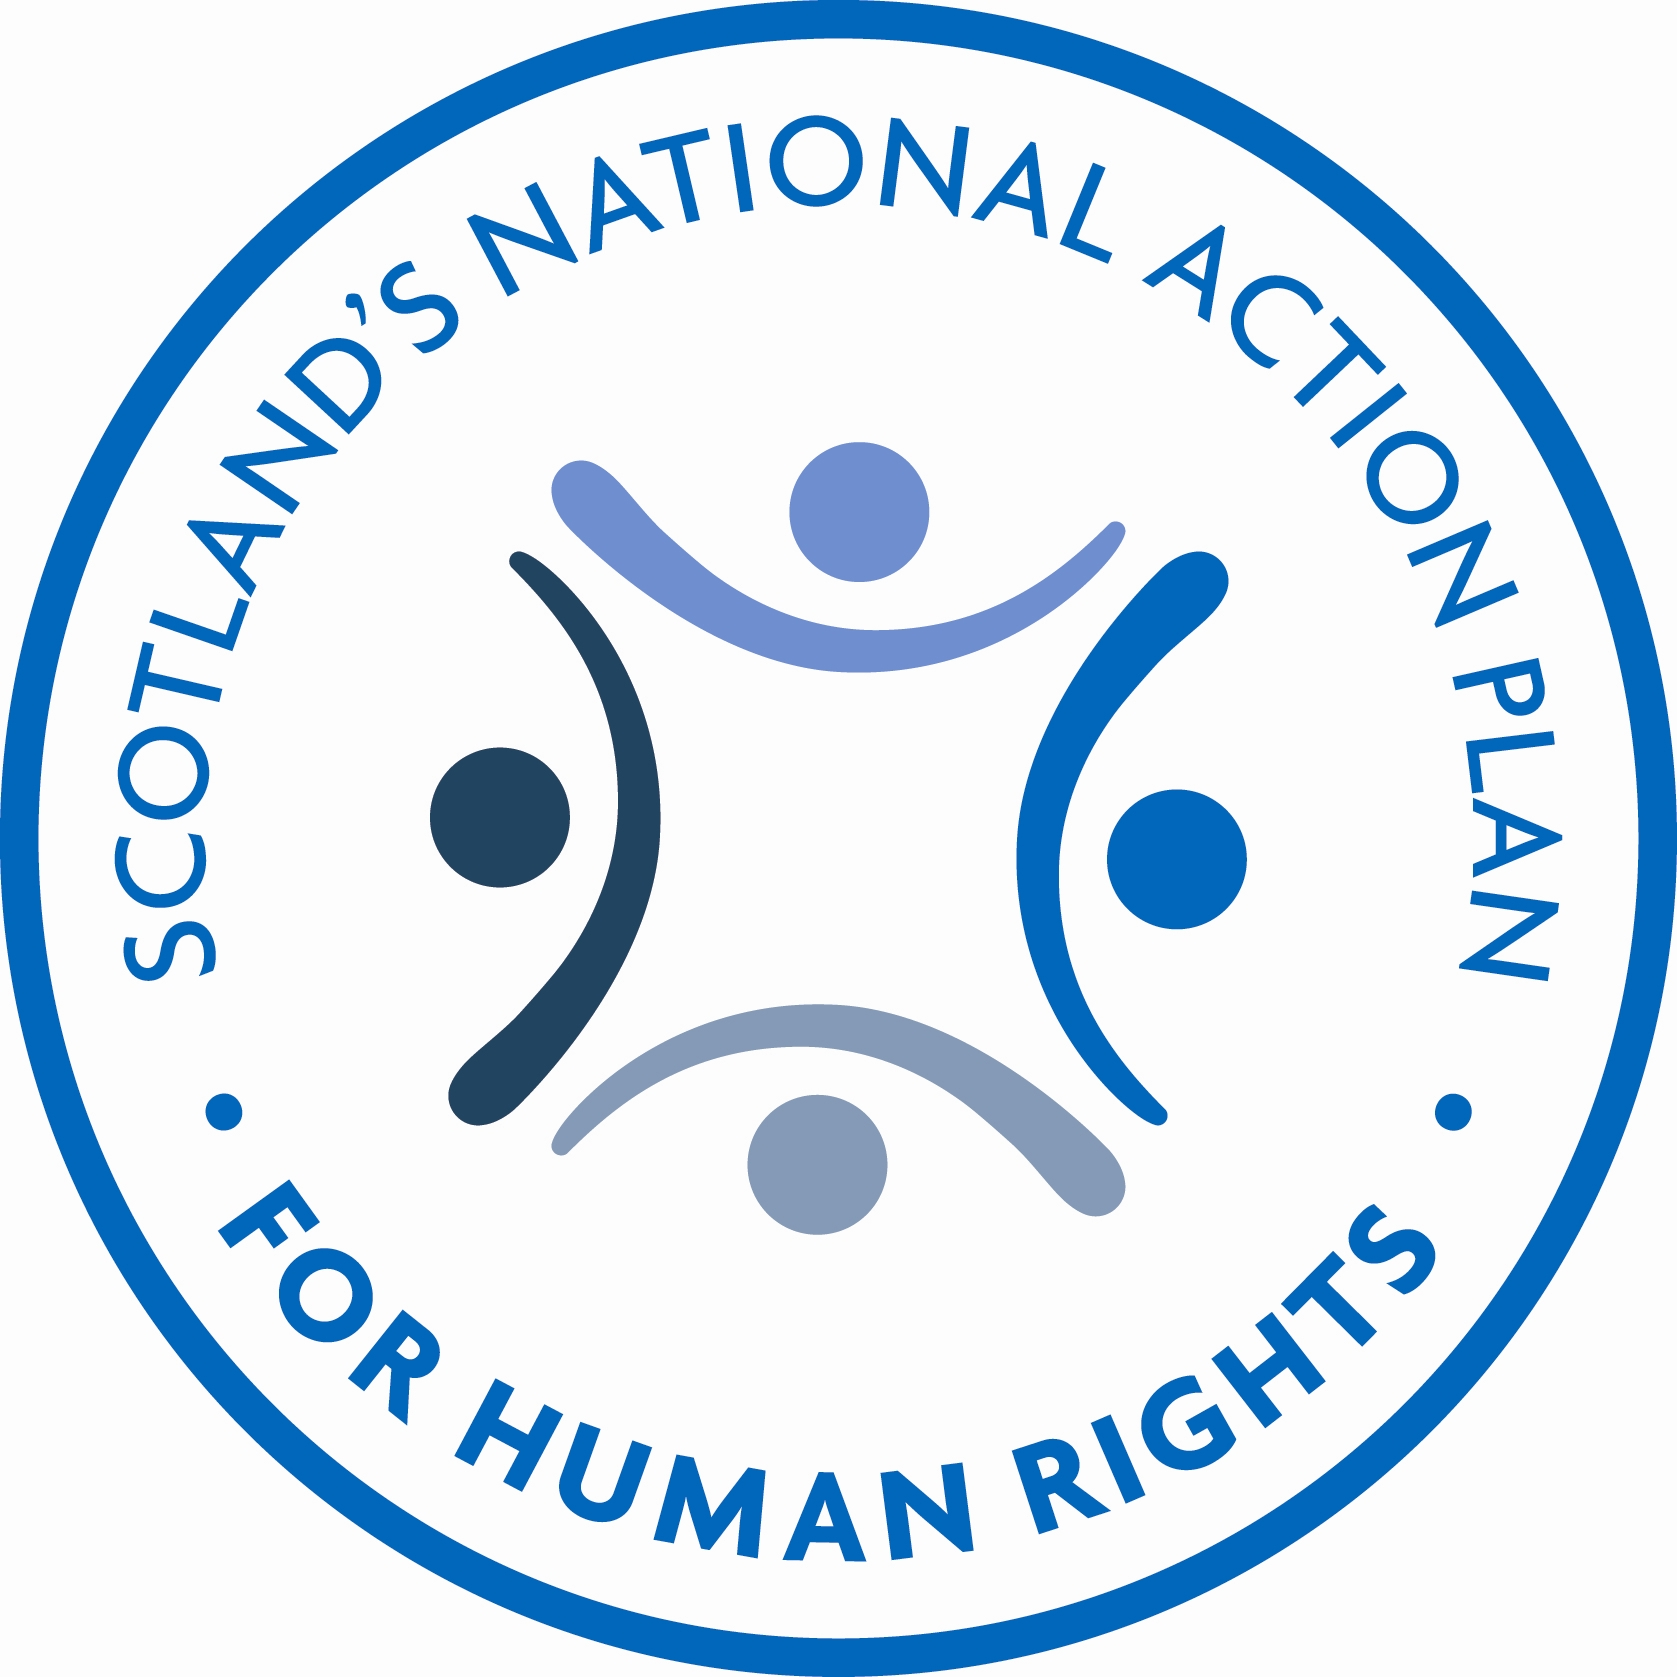 SCOTLAND’S NATIONAL ACTION PLAN
• FOR HUMAN RIGHTS •